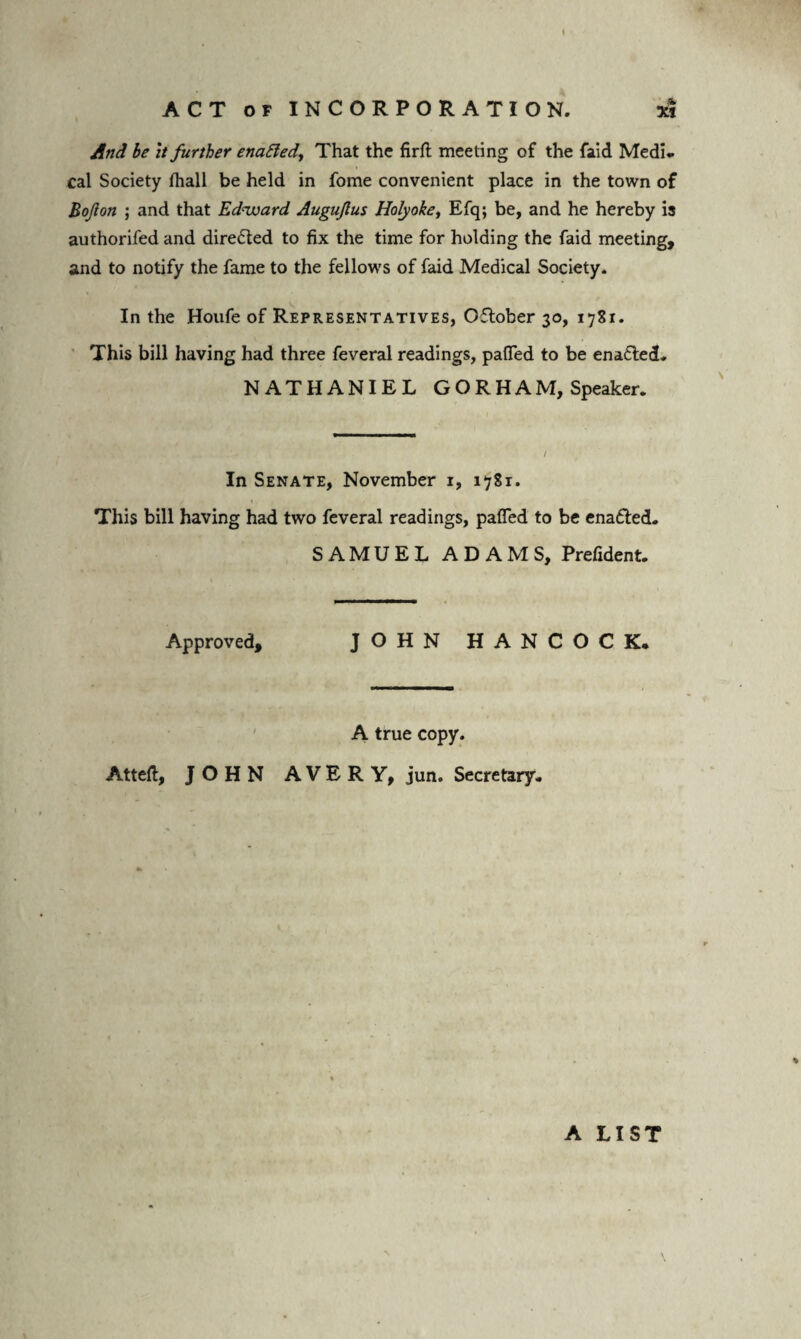 ACT OF INCORPORATION. xi
And be it further enacted, That the firſt meeting of the ſaid Medi-
cal Society ſhall be held in ſome convenient place in the town of
Boſton ; and that Edward Auguſtus Holyoke, Eſq; be, and he hereby is
authoriſed and directed to fix the time for holding the ſaid meeting,
and to notify the ſame to the fellows of ſaid Medical Society.
In the Houſe of REPRESENTATIVES, October 30, 1781.
This bill having had three ſeveral readings, paſſed to be enacted.
NATHANIEL GORHAM, Speaker.
In SENATE, November 1, 1781.
This bill having had two ſeveral readings, paſſed to be enacted.
SAMUEL ADAMS, Preſident.
Approved, JOHN HANCOCK.
A true copy.
Atteſt, JOHN AVERY, jun. Secretary.
A LIST